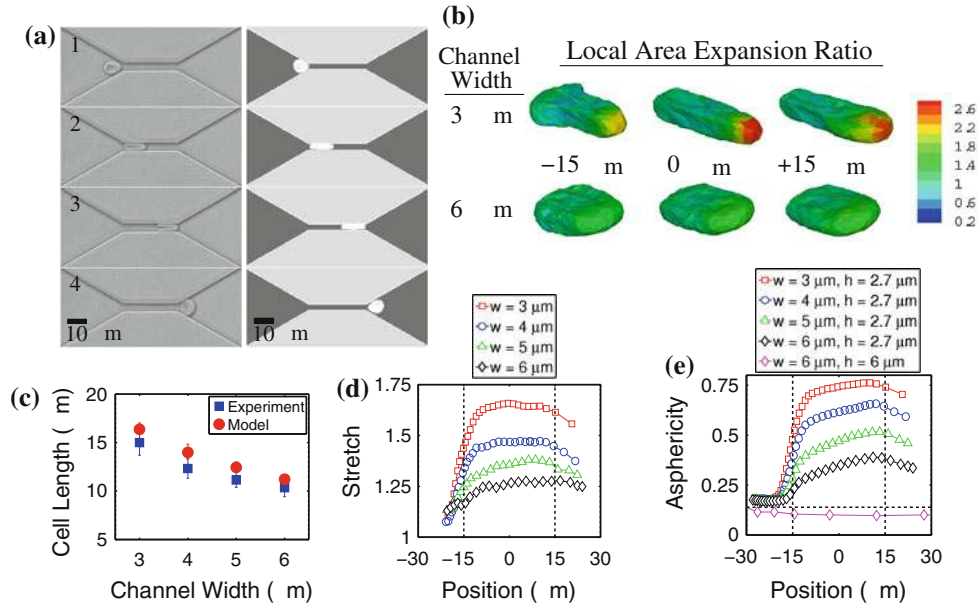 (a)
1
2
3
4
10 m
10 m
(b)
Channel Width
Local Area Expansion Ratio
3 m
−15 m
0 m
+15 m
6 m
2.6
2.2
1.8
1.4
1.0
0.6
0.2
(c)
Cell Length ( m)
20
15
10
5
Experiment
Model
3 4 5 6
Channel Width ( m)
w = 3 µm
w = 4 µm
w = 5 µm
w = 6 µm
(d)
Stretch
1.75
1.5
1.25
1
−30 −15 0 15 30
Position ( m)
w = 3 µm, h = 2.7 µm
w = 4 µm, h = 2.7 µm
w = 5 µm, h = 2.7 µm
w = 6 µm, h = 2.7 µm
w = 6 µm, h = 6 µm
(e)
Asphericity
0.75
0.5
0.25
0
−30 −15 0 15 30
Position ( m)